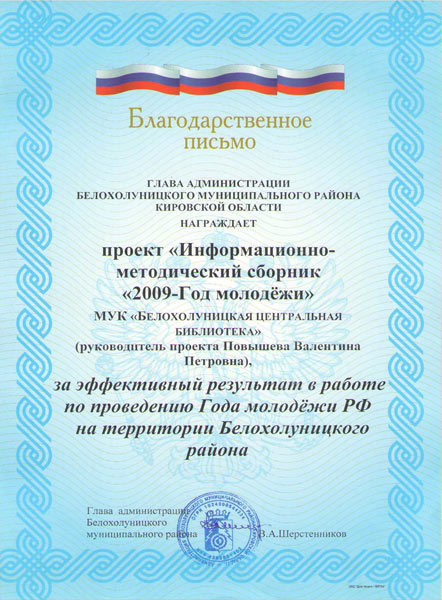 Благодарственное
письмо
ГЛАВА АДМИНИСТРАЦИИ
БЕЛОХОЛУНИЦКОГО МУНИЦИПАЛЬНОГО РАЙОНА
КИРОВСКОЙ ОБЛАСТИ
НАГРАЖДАЕТ
проект «Информационно-
методический сборник
«2009-Год молодёжи»
МУК «БЕЛОХОЛУНИЦКАЯ ЦЕНТРАЛЬНАЯ
БИБЛИОТЕКА»
(руководитель проекта Повышева Валентина
Петровна),
за эффективный результат в работе
по проведению Года молодёжи РФ
на территории Белохолуницкого
района
Глава администрации
Белохолуницкого
муниципального района В.А.Шерстенников